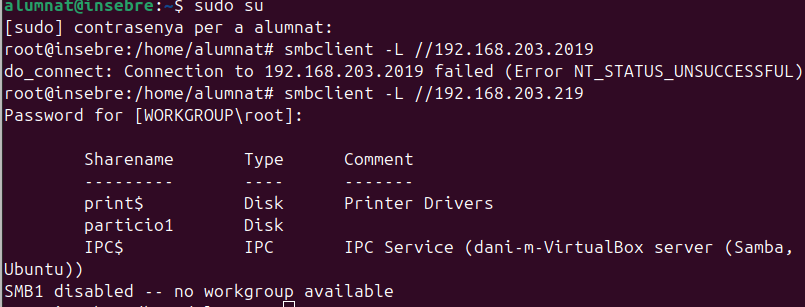 alumnat@insebre:~$ sudo su
[sudo] contrasenya per a alumnat:
root@insebre:/home/alumnat# smbclient -L //192.168.203.2019
do_connect: Connection to 192.168.203.2019 failed (Error NT_STATUS_UNSUCCESSFUL)
root@insebre:/home/alumnat# smbclient -L //192.168.203.219
Password for [WORKGROUP\root]:
Sharename Type Comment
--------- ---- -------
print$ Disk Printer Drivers
particio1 Disk
IPC$ IPC IPC Service (dani-m-VirtualBox server (Samba,
Ubuntu))
SMB1 disabled -- no workgroup available